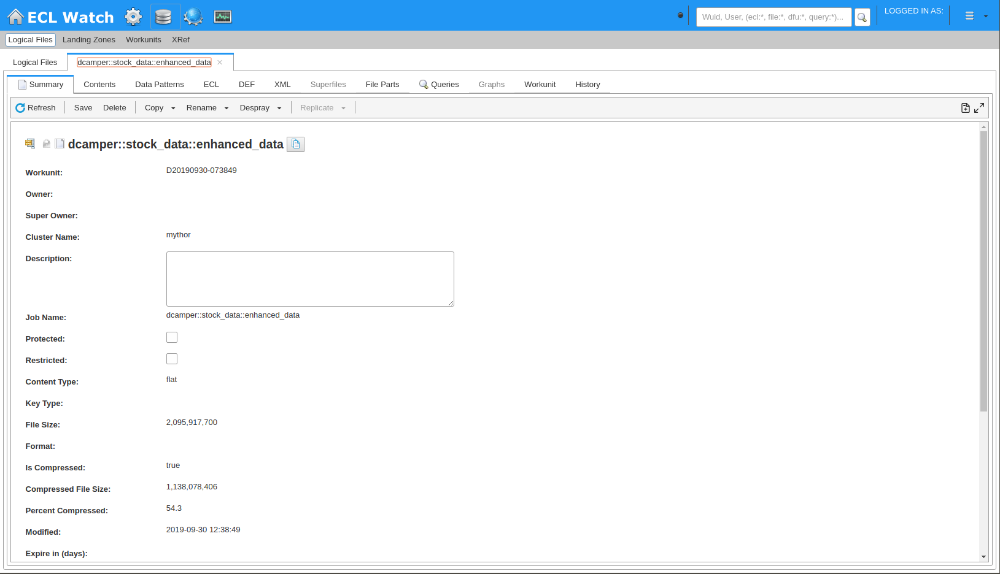 ECL Watch
Wuid, User, (ecl:*, file:*, dfu:*, query:*)...
LOGGED IN AS:
Logical Files Landing Zones Workunits XRef
Logical Files dcamper::stock_data::enhanced_data ×
Summary Contents Data Patterns ECL DEF XML Superfiles File Parts Queries Graphs Workunit History
Refresh Save Delete Copy Rename Despray Replicate
dcamper::stock_data::enhanced_data
Workunit: D20190930-073849
Owner:
Super Owner:
Cluster Name: mythor
Description:
Job Name: dcamper::stock_data::enhanced_data
Protected:
Restricted:
Content Type: flat
Key Type:
File Size: 2,095,917,700
Format:
Is Compressed: true
Compressed File Size: 1,138,078,406
Percent Compressed: 54.3
Modified: 2019-09-30 12:38:49
Expire in (days):